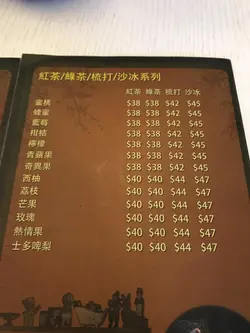 紅茶/綠茶/梳打/沙冰系列
紅茶 綠茶 梳打 沙冰
蜜桃 $38 $38 $42 $45
蜂蜜 $38 $38 $42 $45
藍莓 $38 $38 $42 $45
柑桔 $38 $38 $42 $45
檸檬 $38 $38 $42 $45
青蘋果 $38 $38 $42 $45
奇異果 $38 $38 $42 $45
西柚 $40 $40 $44 $47
荔枝 $40 $40 $44 $47
芒果 $40 $40 $44 $47
玫瑰 $40 $40 $44 $47
熱情果 $40 $40 $44 $47
士多啤梨 $40 $40 $44 $47